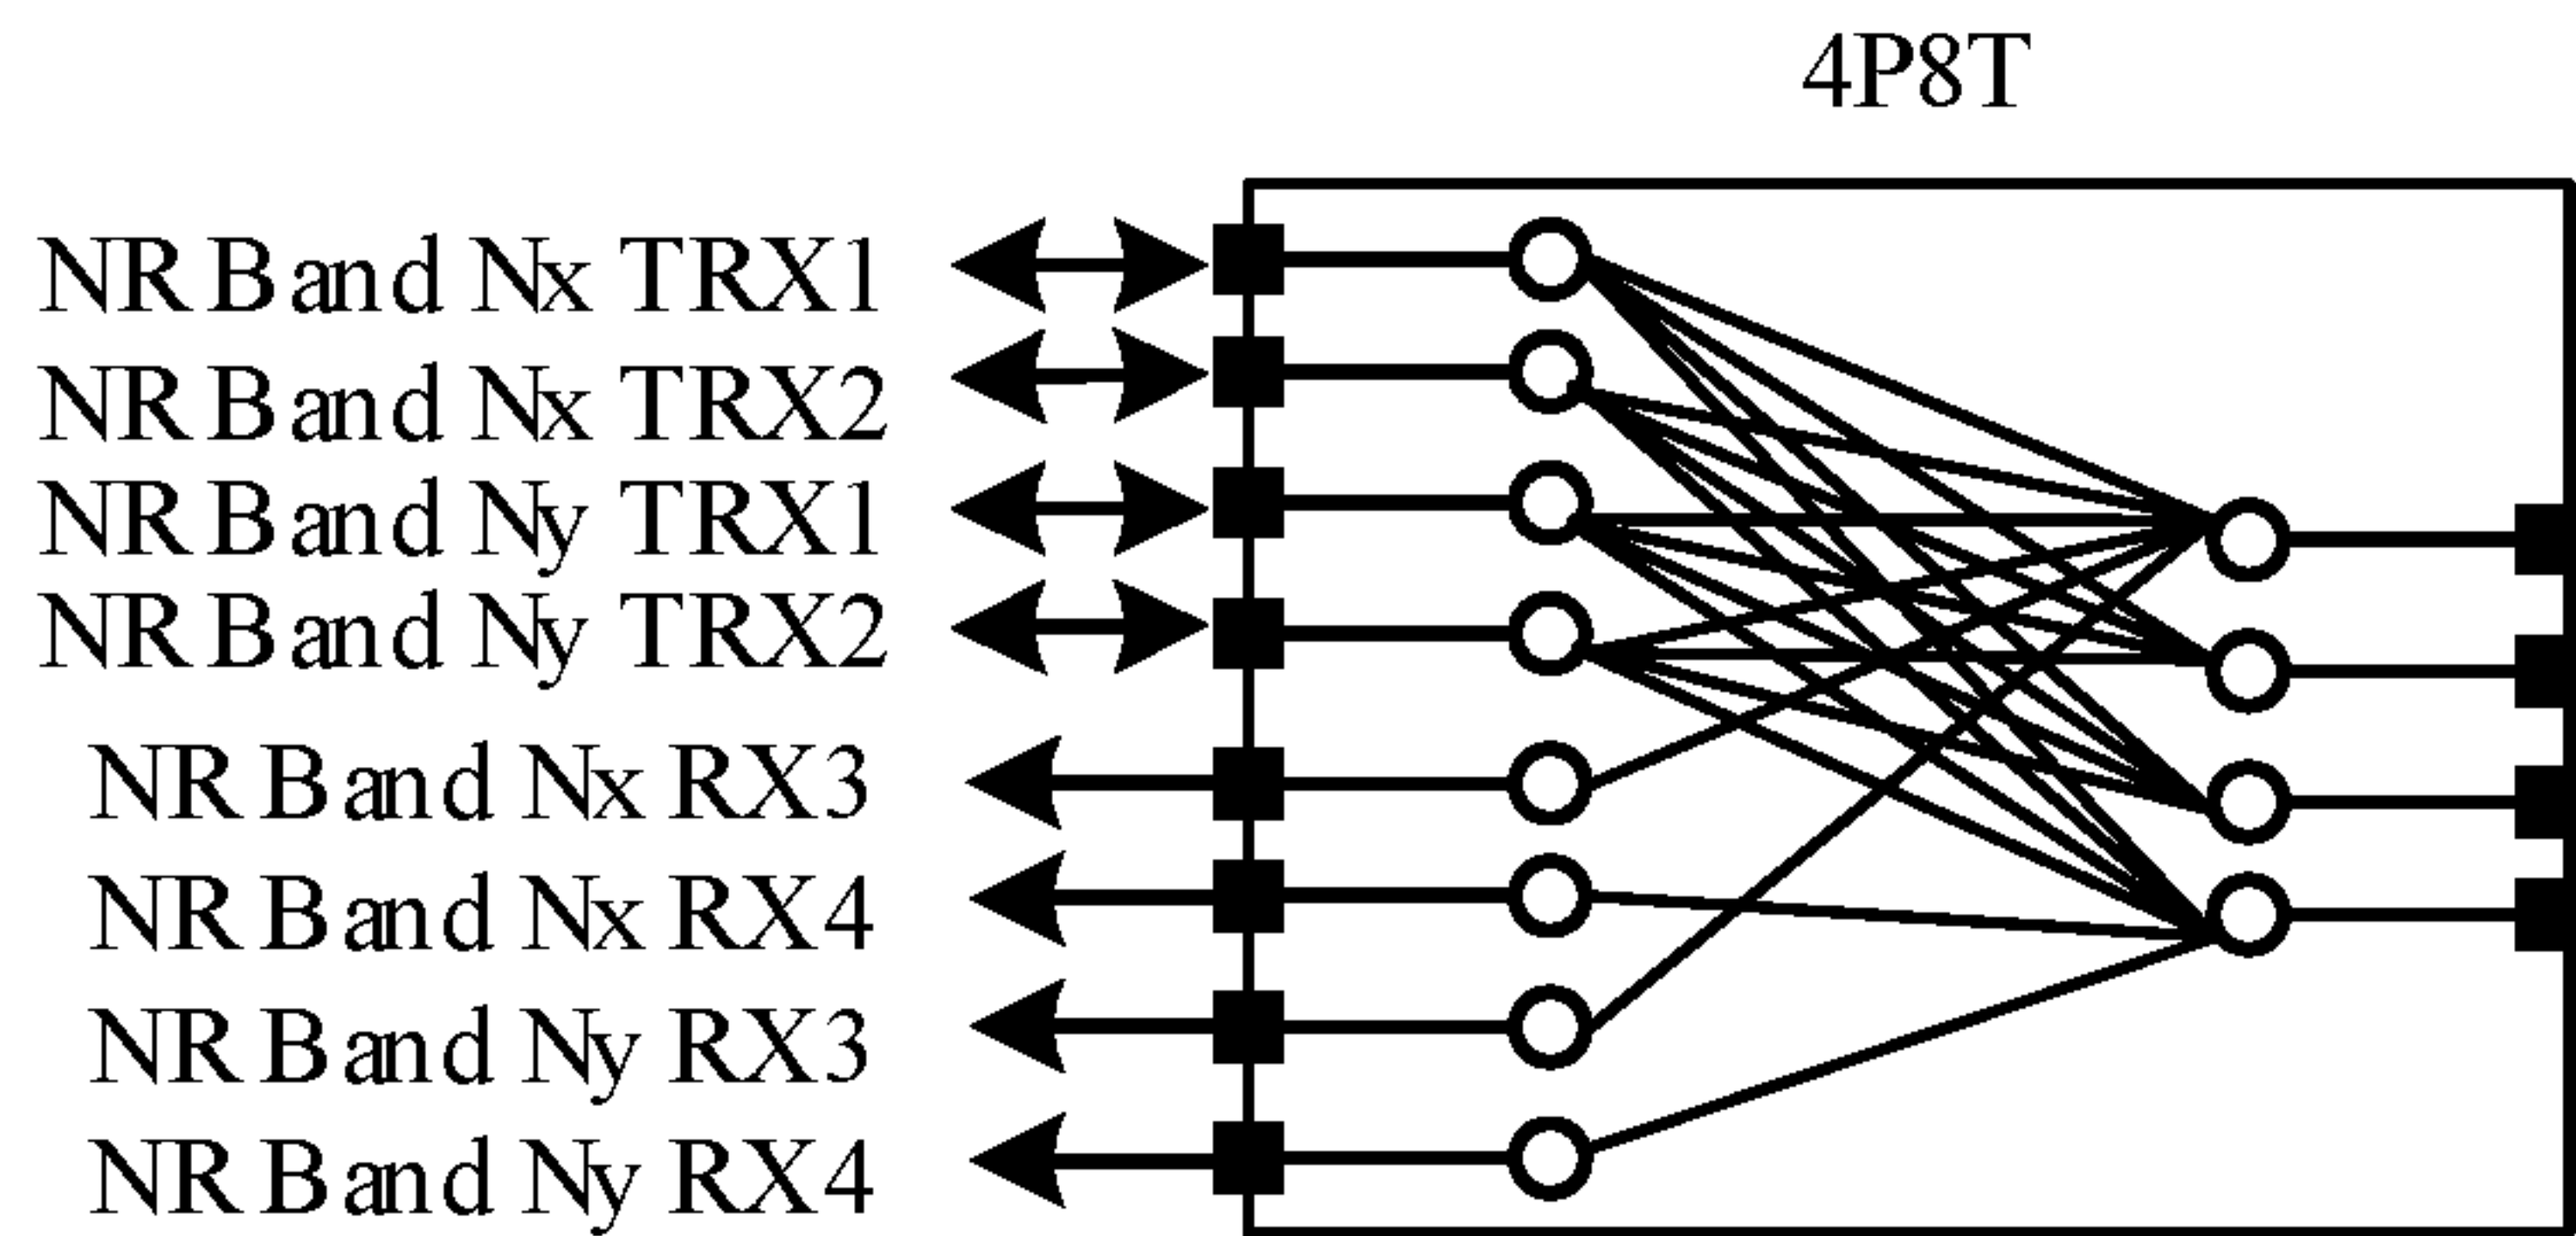 4P8T
NR Band Nx TRX1
NR Band Nx TRX2
NR Band Ny TRX1
NR Band Ny TRX2
NR Band Nx RX3
NR Band Nx RX4
NR Band Ny RX3
NR Band Ny RX4